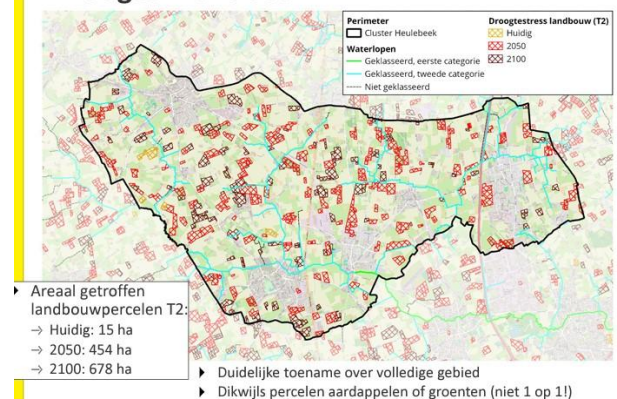 Perimeter
Cluster Heulebeek
Waterlopen
Geklasseerd, eerste categorie
Geklasseerd, tweede categorie
Niet geklasseerd
Droogtestress landbouw (T2)
Huidig
2050
2100
Areaal getroffen
landbouwpercelen T2:
→ Huidig: 15 ha
→ 2050: 454 ha
→ 2100: 678 ha
Duidelijke toename over volledige gebied
Dikwijls percelen aardappelen of groenten (niet 1 op 1!)